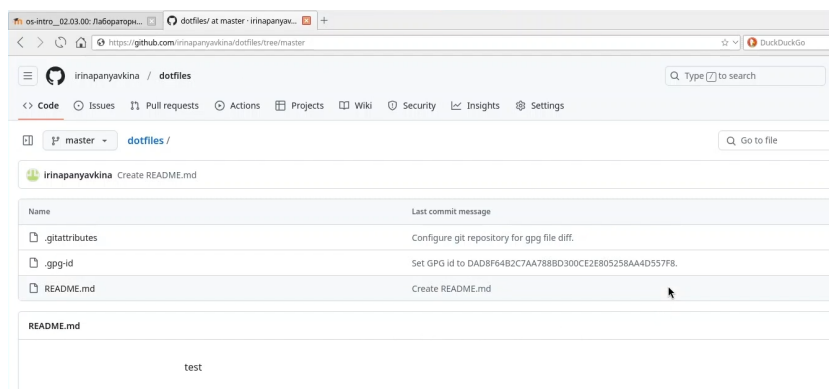 os-intro__02.03.00: Лабораторн...
dotfiles/ at master · irinapanyav...
https://github.com/irinapanyavkina/dotfiles/tree/master
DuckDuckGo
irinapanyavkina / dotfiles
Type / to search
Code Issues Pull requests Actions Projects Wiki Security Insights Settings
master dotfiles /
Go to file
irinapanyavkina Create README.md
Name Last commit message
.gitattributes Configure git repository for gpg file diff.
.gpg-id Set GPG id to DAD8F64B2C7AA788BD300CE2E805258AA4D557F8.
README.md Create README.md
README.md
test